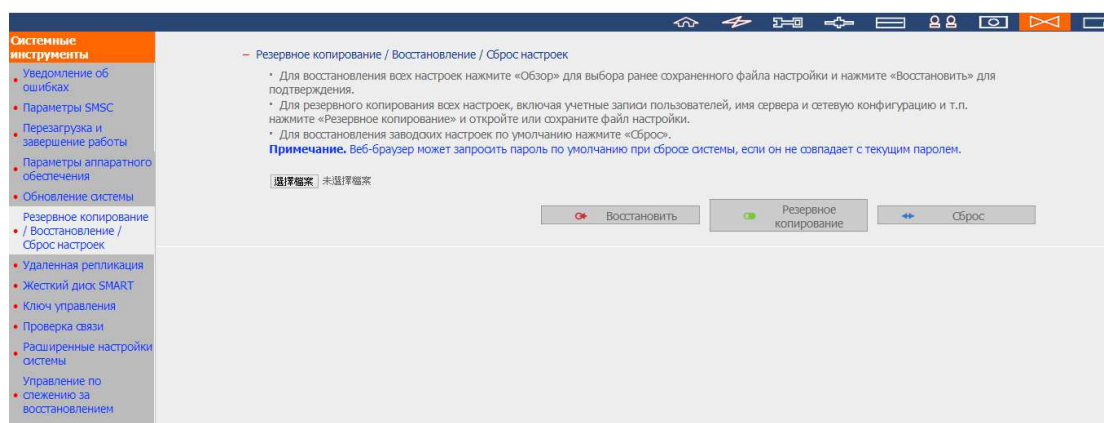 Системные
инструменты
Уведомление об
ошибках
Параметры SMSC
Перезагрузка и
завершение работы
Параметры аппаратного
обеспечения
Обновление системы
Резервное копирование
/ Восстановление /
Сброс настроек
Удаленная репликация
Жесткий диск SMART
Ключ управления
Проверка связи
Расширенные настройки
системы
Управление по
слежению за
восстановлением
– Резервное копирование / Восстановление / Сброс настроек
• Для восстановления всех настроек нажмите «Обзор» для выбора ранее сохраненного файла настройки и нажмите «Восстановить» для
подтверждения.
• Для резервного копирования всех настроек, включая учетные записи пользователей, имя сервера и сетевую конфигурацию и т.п.
нажмите «Резервное копирование» и откройте или сохраните файл настройки.
• Для восстановления заводских настроек по умолчанию нажмите «Сброс».
Примечание. Веб-браузер может запросить пароль по умолчанию при сбросе системы, если он не совпадает с текущим паролем.
選擇檔案 未選擇檔案
Восстановить
Резервное
копирование
Сброс